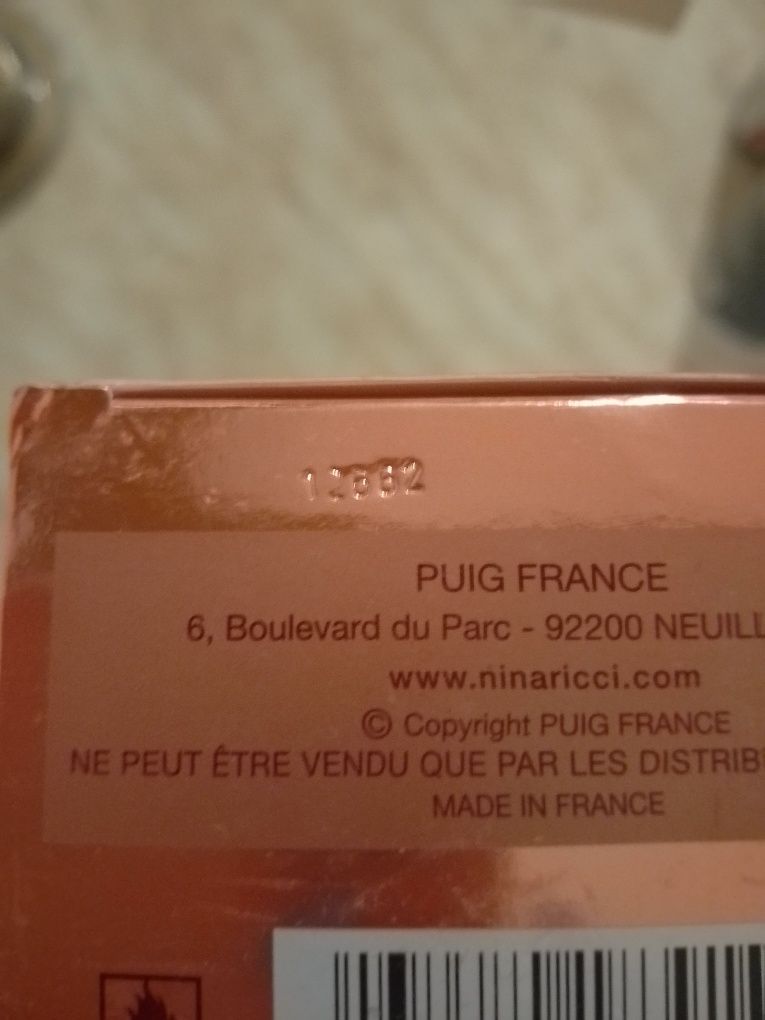 PUIG FRANCE
6, Boulevard du Parc - 92200 NEUILL
www.ninaricci.com
© Copyright PUIG FRANCE
NE PEUT ÊTRE VENDU QUE PAR LES DISTRIB
MADE IN FRANCE